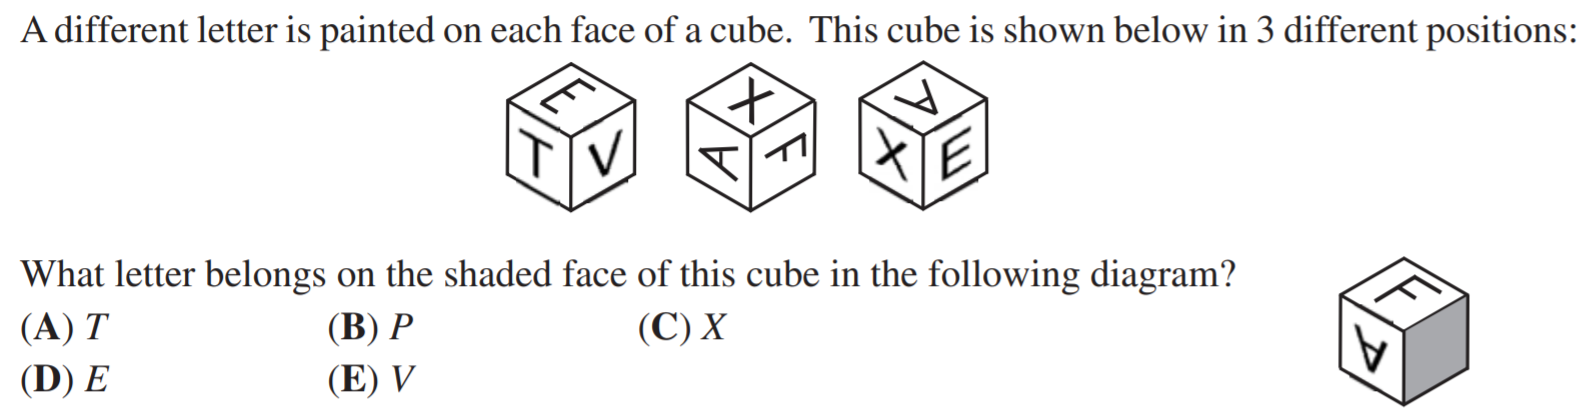 A different letter is painted on each face of a cube. This cube is shown below in 3 different positions:
E X A
T V A F X E
What letter belongs on the shaded face of this cube in the following diagram?
(A) T (B) P (C) X
(D) E (E) V
F
A